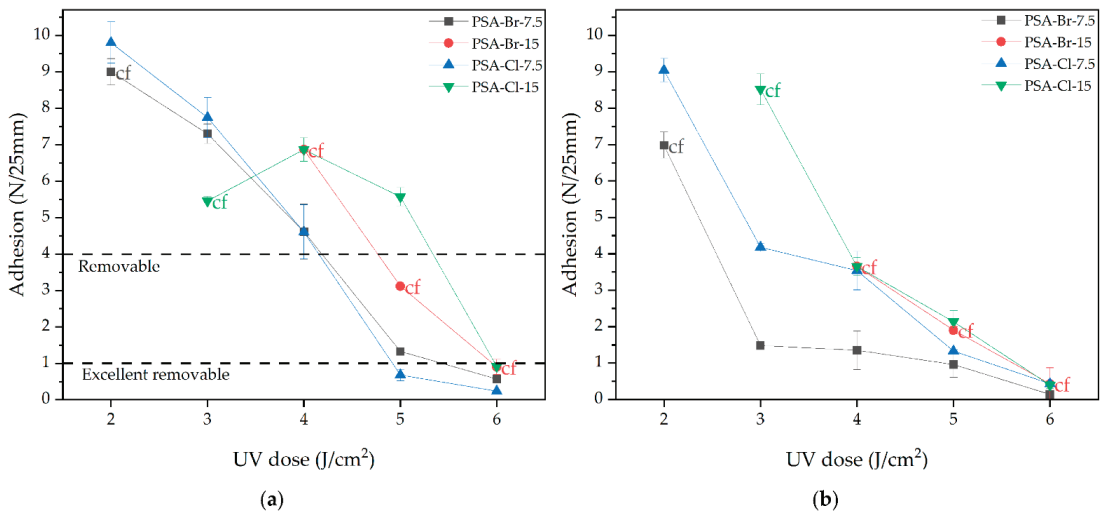 PSA-Br-7.5
PSA-Br-15
PSA-Cl-7.5
PSA-Cl-15
10
9
8
7
6
5
4
3
2
1
0
Adhesion (N/25mm)
cf
cf
cf
cf
cf
Removable
Excellent removable
2 3 4 5 6
UV dose (J/cm²)
(a)
PSA-Br-7.5
PSA-Br-15
PSA-Cl-7.5
PSA-Cl-15
10
9
8
7
6
5
4
3
2
1
0
Adhesion (N/25mm)
cf
cf
cf
cf
cf
2 3 4 5 6
UV dose (J/cm²)
(b)